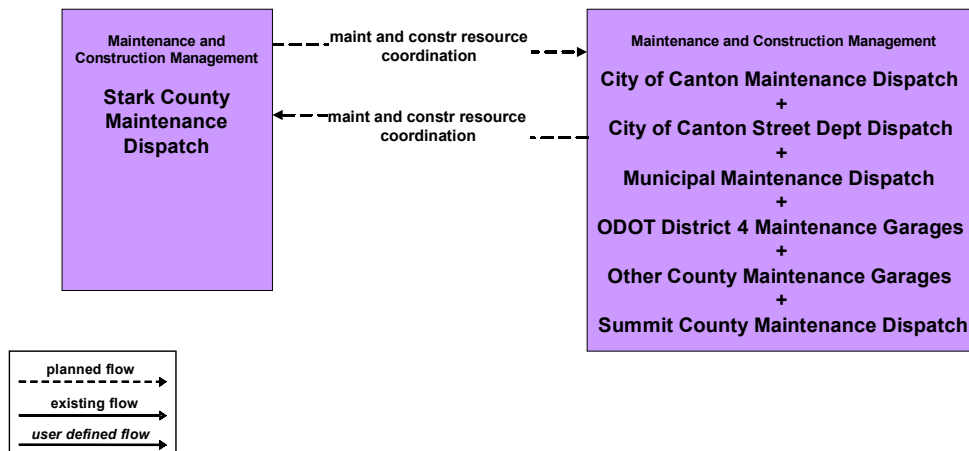 Maintenance and
Construction Management
Stark County
Maintenance
Dispatch
maint and constr resource
coordination
maint and constr resource
coordination
Maintenance and Construction Management
City of Canton Maintenance Dispatch
+
City of Canton Street Dept Dispatch
+
Municipal Maintenance Dispatch
+
ODOT District 4 Maintenance Garages
+
Other County Maintenance Garages
+
Summit County Maintenance Dispatch
planned flow
existing flow
user defined flow